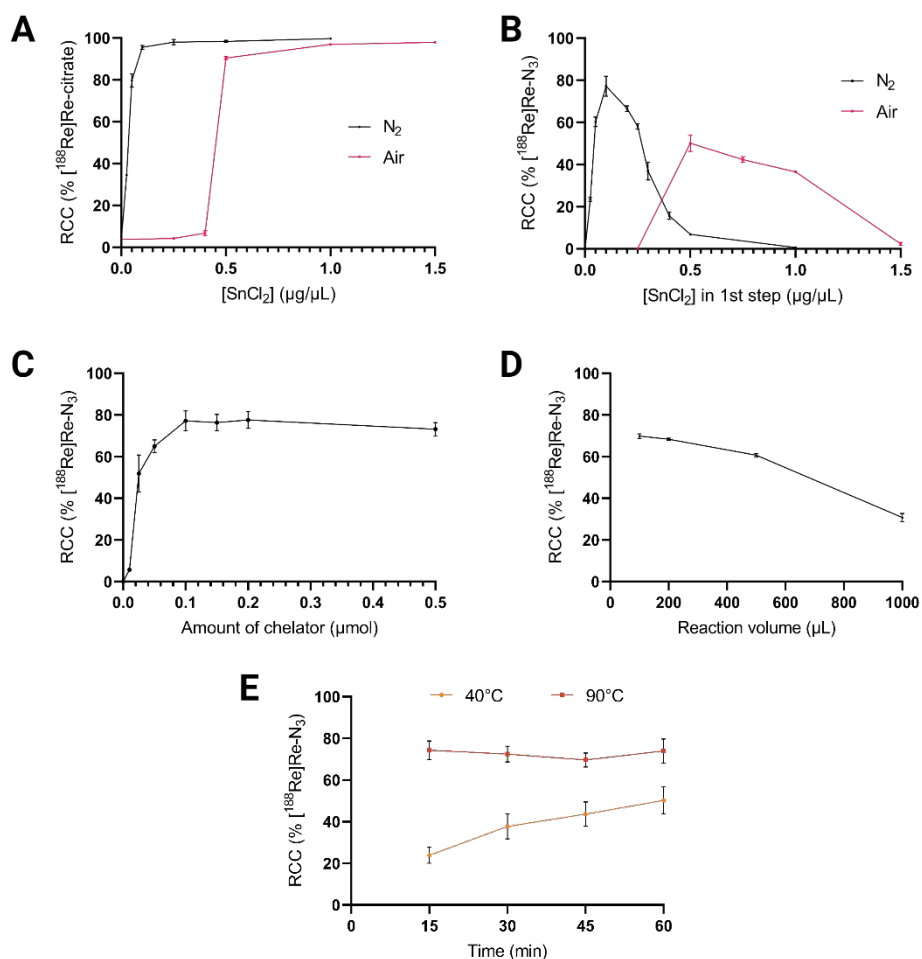 A
RCC (% [¹⁸⁸Re]Re-citrate)
100
80
60
40
20
0
N₂
Air
0.0 0.5 1.0 1.5
[SnCl₂] (µg/µL)
B
RCC (% [¹⁸⁸Re]Re-N₃)
100
80
60
40
20
0
N₂
Air
0.0 0.5 1.0 1.5
[SnCl₂] in 1st step (µg/µL)
C
RCC (% [¹⁸⁸Re]Re-N₃)
100
80
60
40
20
0
0.0 0.1 0.2 0.3 0.4 0.5
Amount of chelator (µmol)
D
RCC (% [¹⁸⁸Re]Re-N₃)
100
80
60
40
20
0
0 200 400 600 800 1000
Reaction volume (µL)
E
40°C 90°C
RCC (% [¹⁸⁸Re]Re-N₃)
100
80
60
40
20
0
0 15 30 45 60
Time (min)